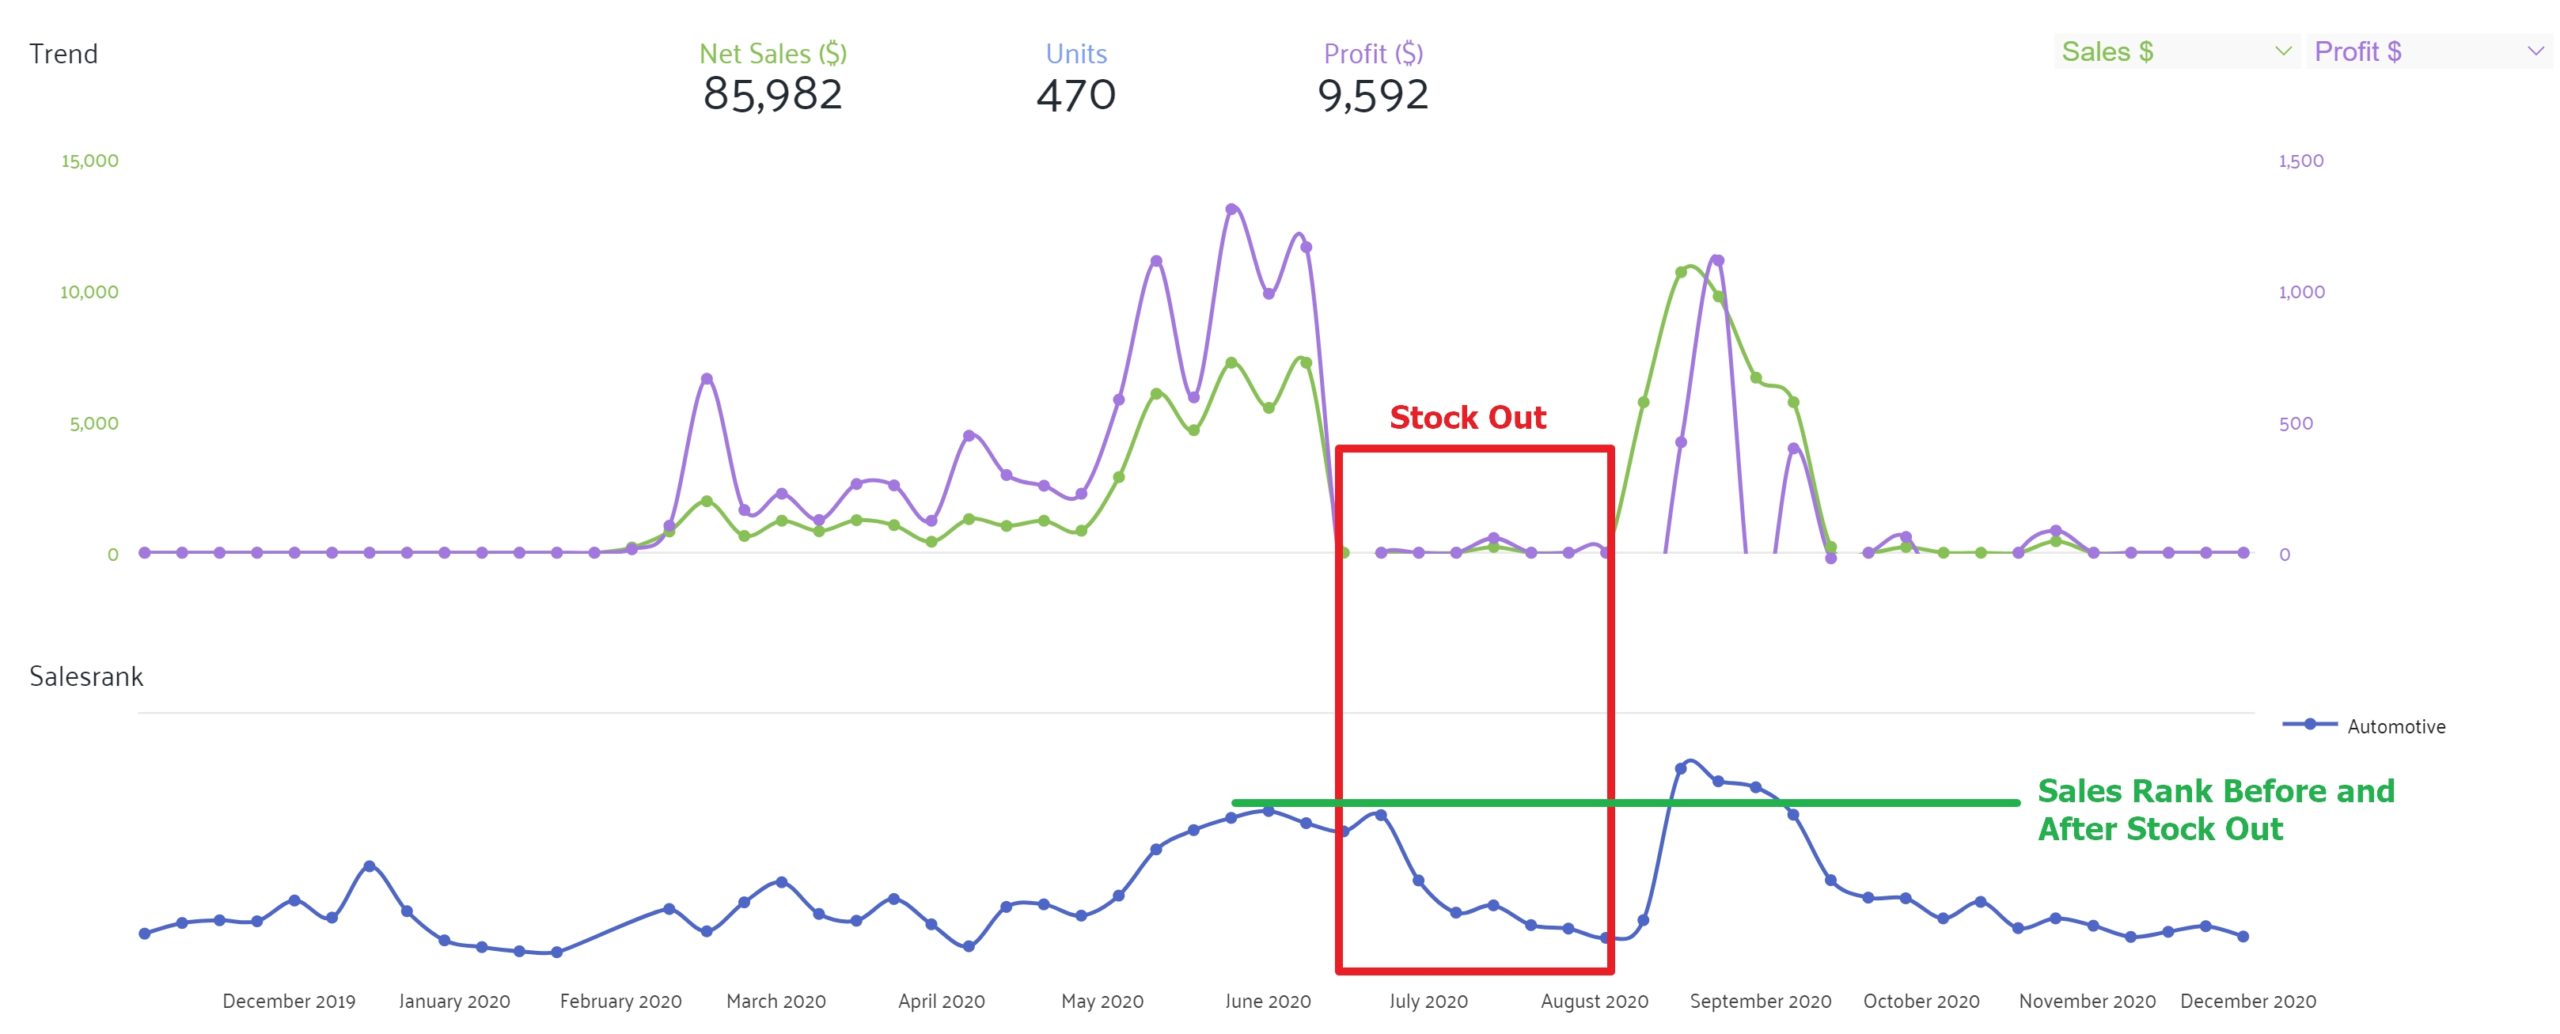 Trend
Net Sales ($)
Units
Profit ($)
Sales $
Profit $
85,982
470
9,592
15,000
1,500
10,000
1,000
Stock Out
5,000
500
0
0
Salesrank
Automotive
Sales Rank Before and
After Stock Out
December 2019
January 2020
February 2020
March 2020
April 2020
May 2020
June 2020
July 2020
August 2020
September 2020
October 2020
November 2020
December 2020